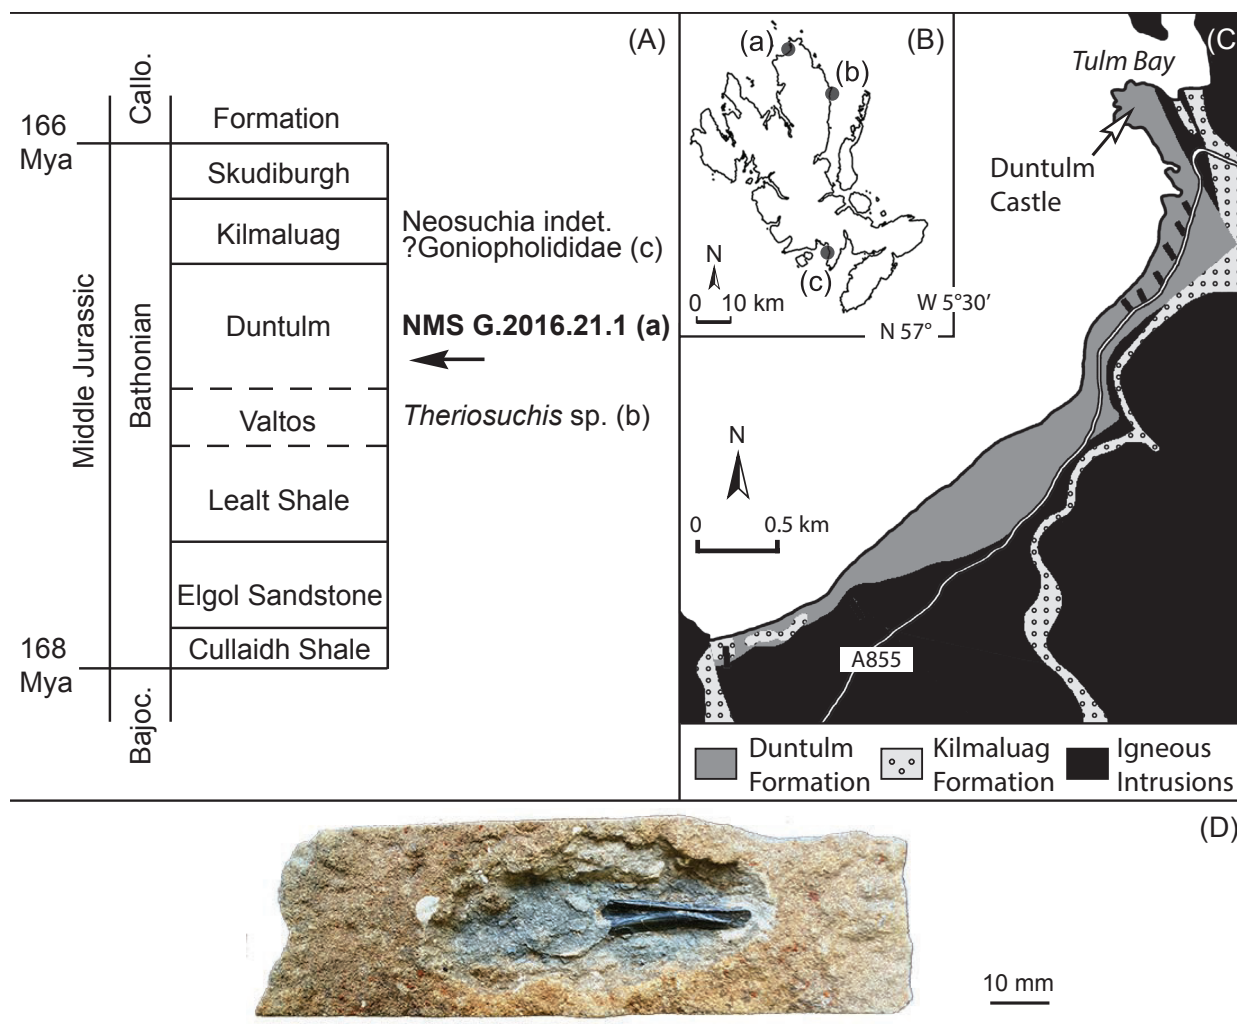 (A)
Callo.
166
Mya
Formation
Skudiburgh
Kilmaluag
Neosuchia indet.
?Goniopholididae (c)
Duntulm
NMS G.2016.21.1 (a)
Valtos
Theriosuchis sp. (b)
Lealt Shale
Elgol Sandstone
Cullaidh Shale
168
Mya
Bajoc.
Bathonian
Middle Jurassic
(B)
(a)
(b)
(c)
N
0 10 km
W 5°30′
N 57°
(C
Tulm Bay
Duntulm
Castle
N
0 0.5 km
A855
Duntulm
Formation
Kilmaluag
Formation
Igneous
Intrusions
(D)
10 mm